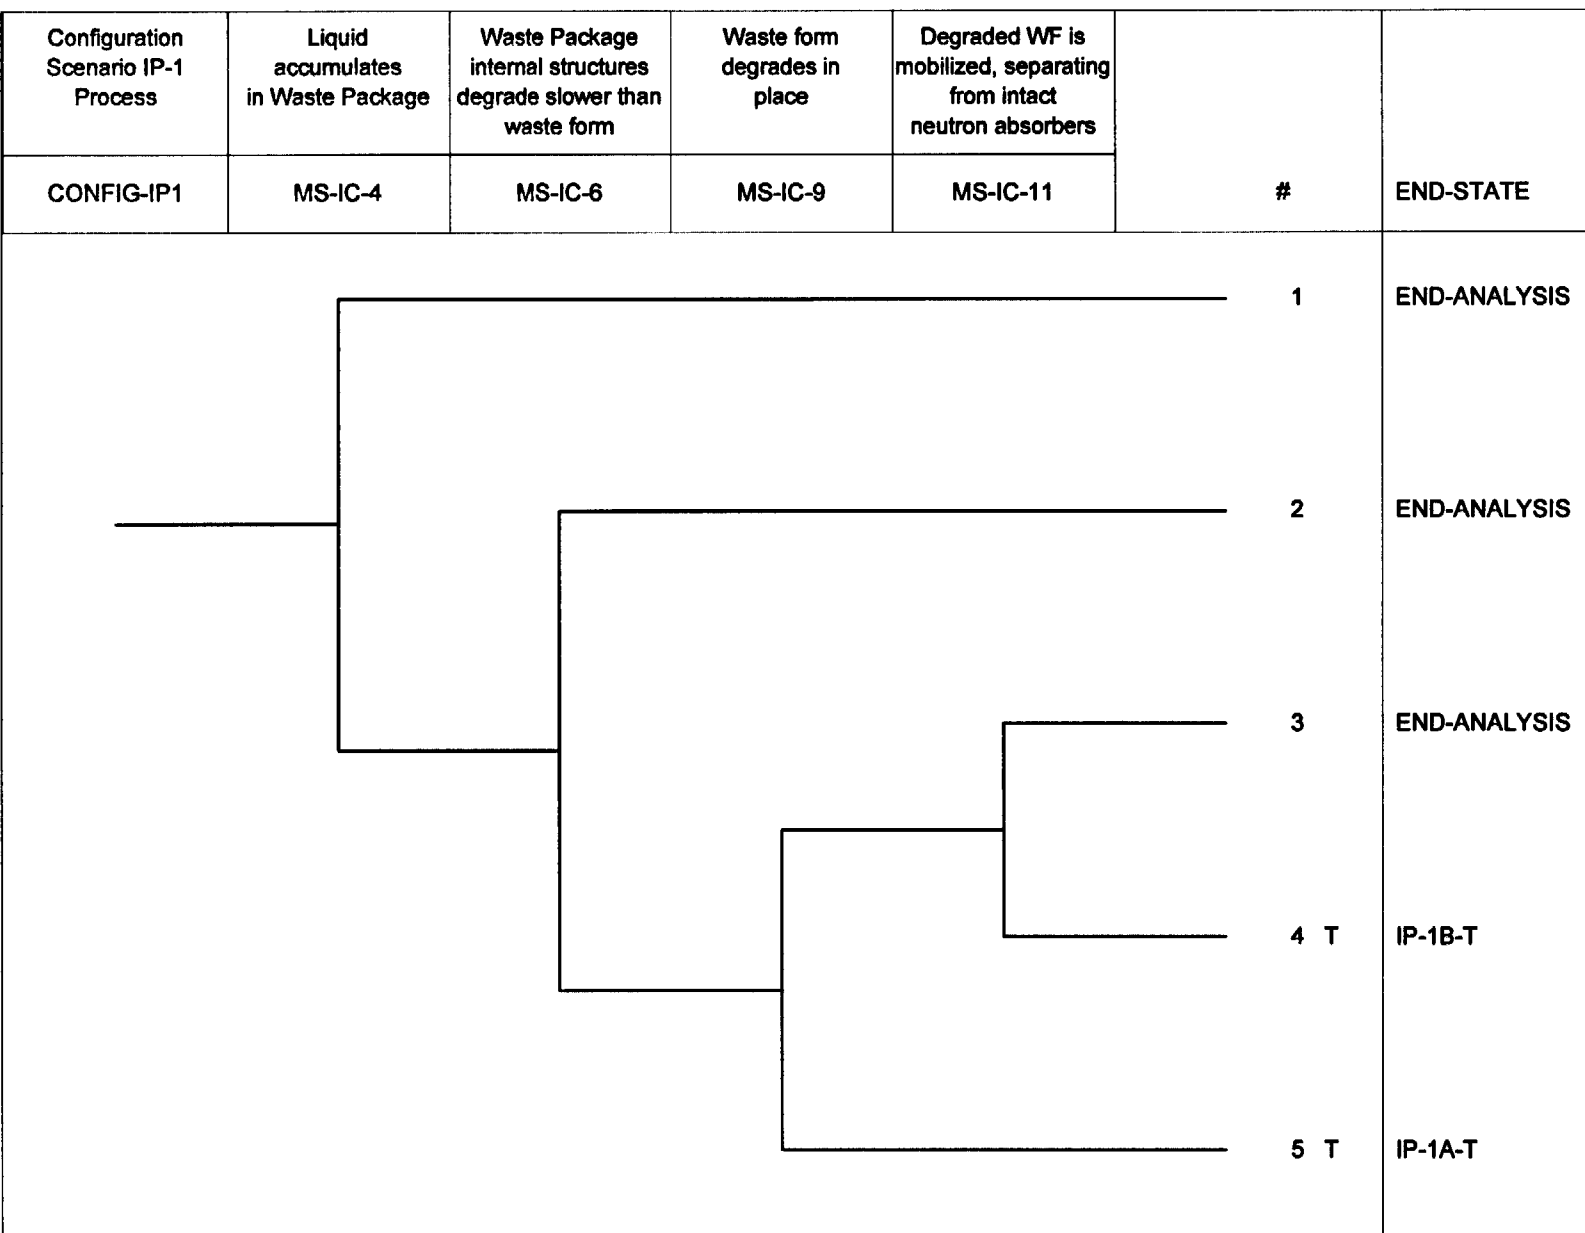 Configuration
Scenario IP-1
Process
Liquid
accumulates
in Waste Package
Waste Package
internal structures
degrade slower than
waste form
Waste form
degrades in
place
Degraded WF is
mobilized, separating
from intact
neutron absorbers
CONFIG-IP1
MS-IC-4
MS-IC-6
MS-IC-9
MS-IC-11
#
END-STATE
1
END-ANALYSIS
2
END-ANALYSIS
3
END-ANALYSIS
4 T
IP-1B-T
5 T
IP-1A-T